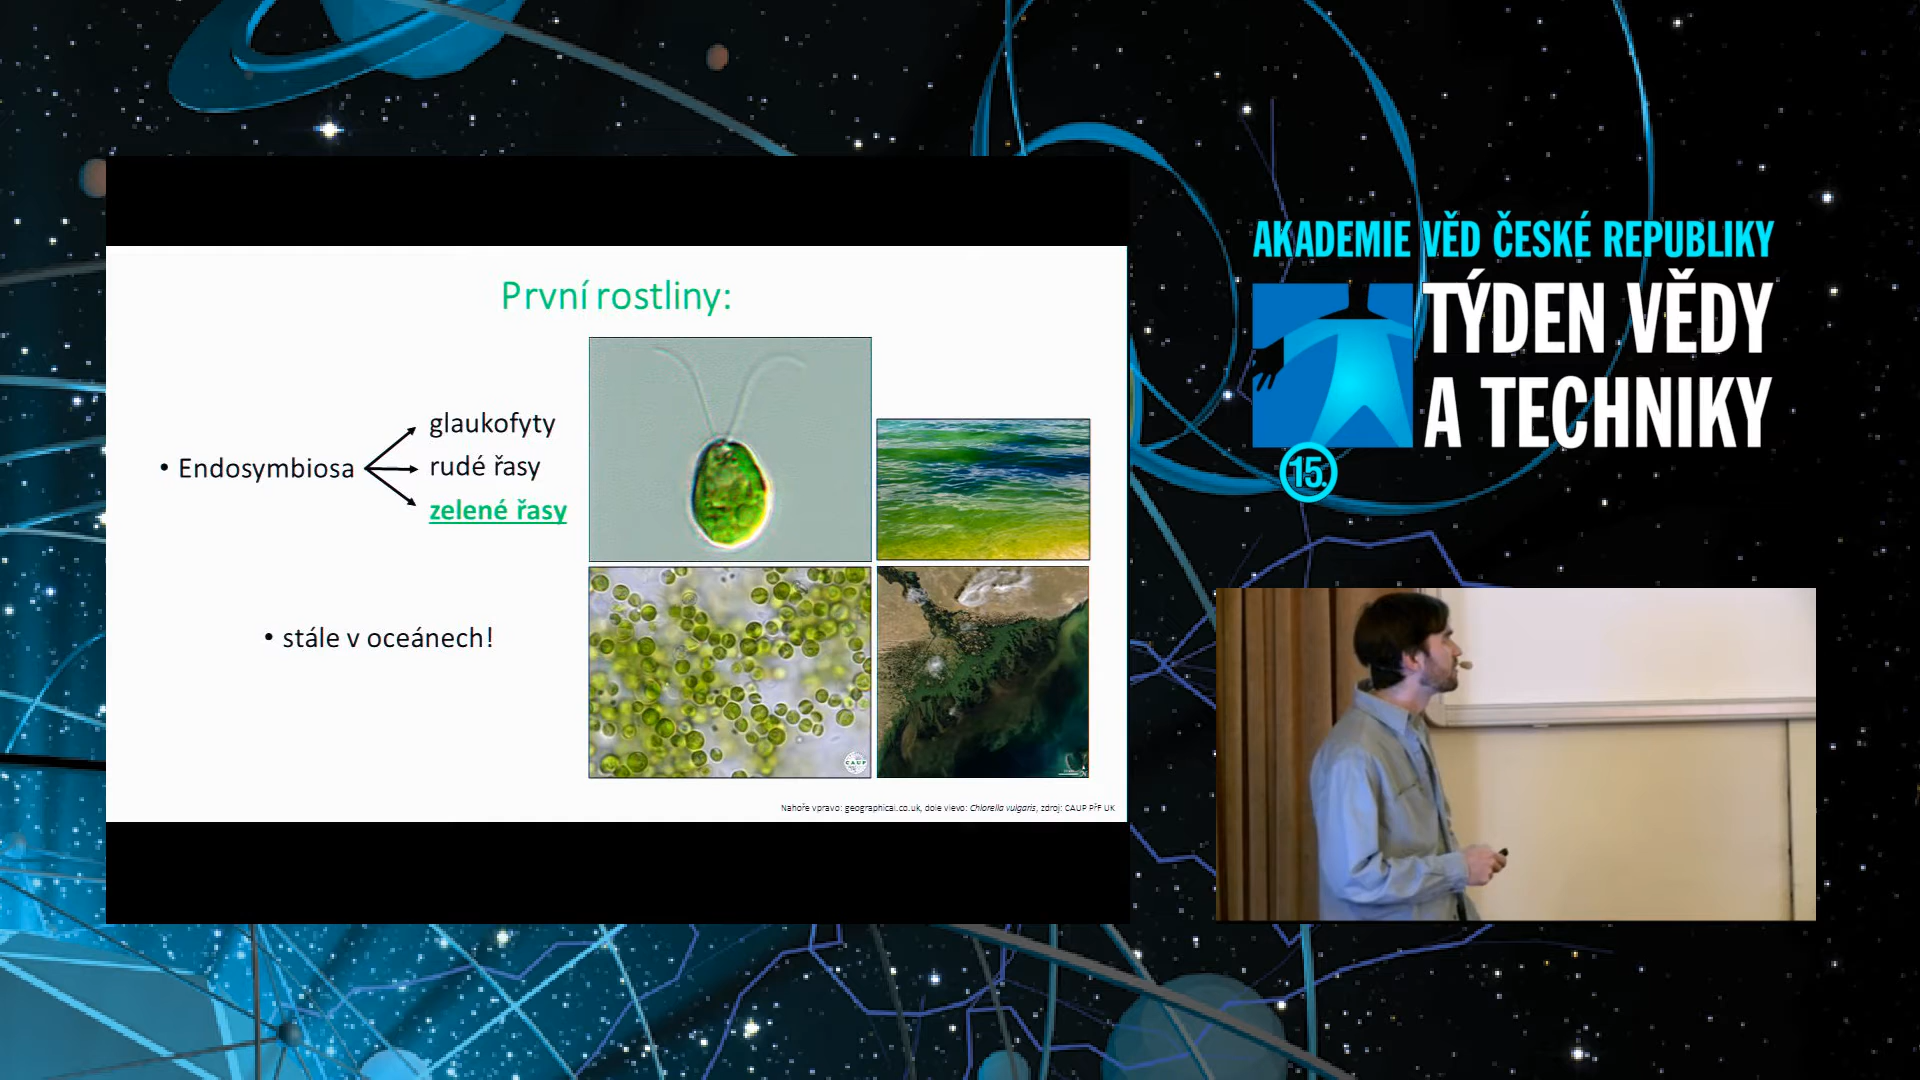 První rostliny:
• Endosymbiosa
glaukofyty
rudé řasy
zelené řasy
• stále v oceánech!
CAUP
Nahoře vpravo: geographical.co.uk, dole vlevo: Chlorella vulgaris, zdroj: CAUP PřF UK
AKADEMIE VĚD ČESKÉ REPUBLIKY
TÝDEN VĚDY
A TECHNIKY
15.